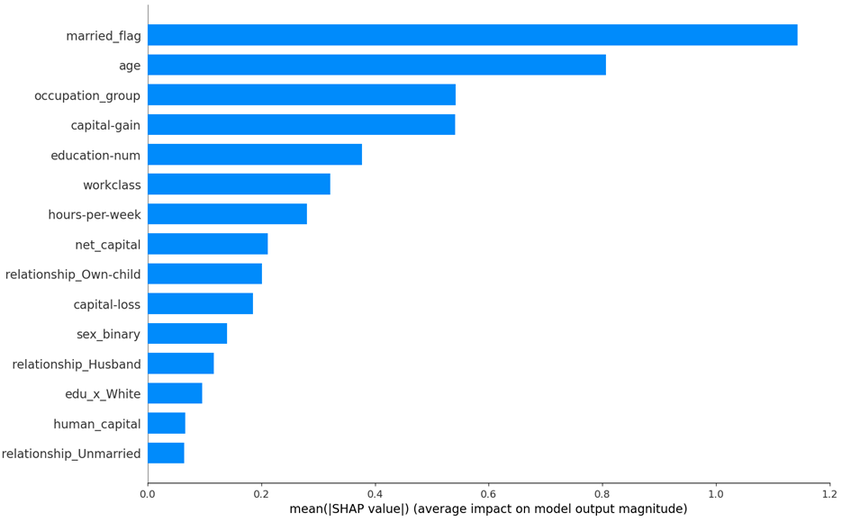 married_flag
age
occupation_group
capital-gain
education-num
workclass
hours-per-week
net_capital
relationship_Own-child
capital-loss
sex_binary
relationship_Husband
edu_x_White
human_capital
relationship_Unmarried
0.0 0.2 0.4 0.6 0.8 1.0 1.2
mean(|SHAP value|) (average impact on model output magnitude)